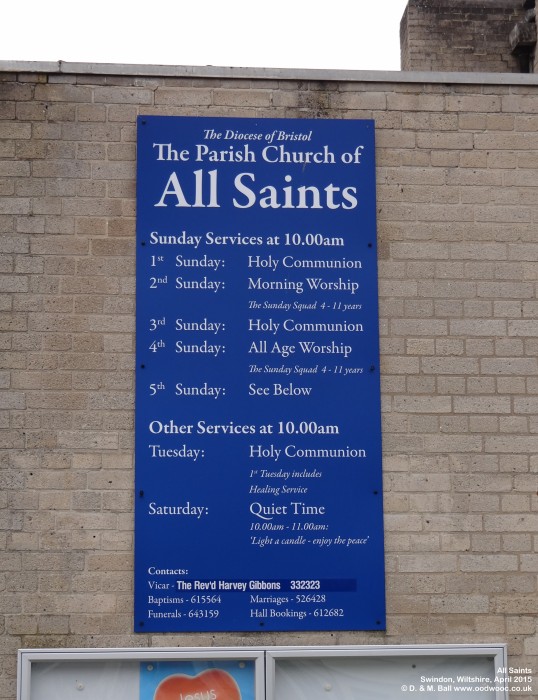 The Diocese of Bristol
The Parish Church of
All Saints
Sunday Services at 10.00am
1st Sunday: Holy Communion
2nd Sunday: Morning Worship
The Sunday Squad 4 - 11 years
3rd Sunday: Holy Communion
4th Sunday: All Age Worship
The Sunday Squad 4 - 11 years
5th Sunday: See Below
Other Services at 10.00am
Tuesday: Holy Communion
1st Tuesday includes
Healing Service
Saturday: Quiet Time
10.00am - 11.00am:
'Light a candle - enjoy the peace'
Contacts:
Vicar - The Rev'd Harvey Gibbons 332323
Baptisms - 615564 Marriages - 526428
Funerals - 643159 Hall Bookings - 612682
Jesus
All Saints
Swindon, Wiltshire, April 2015
© D. & M. Ball www.oodwooc.co.uk